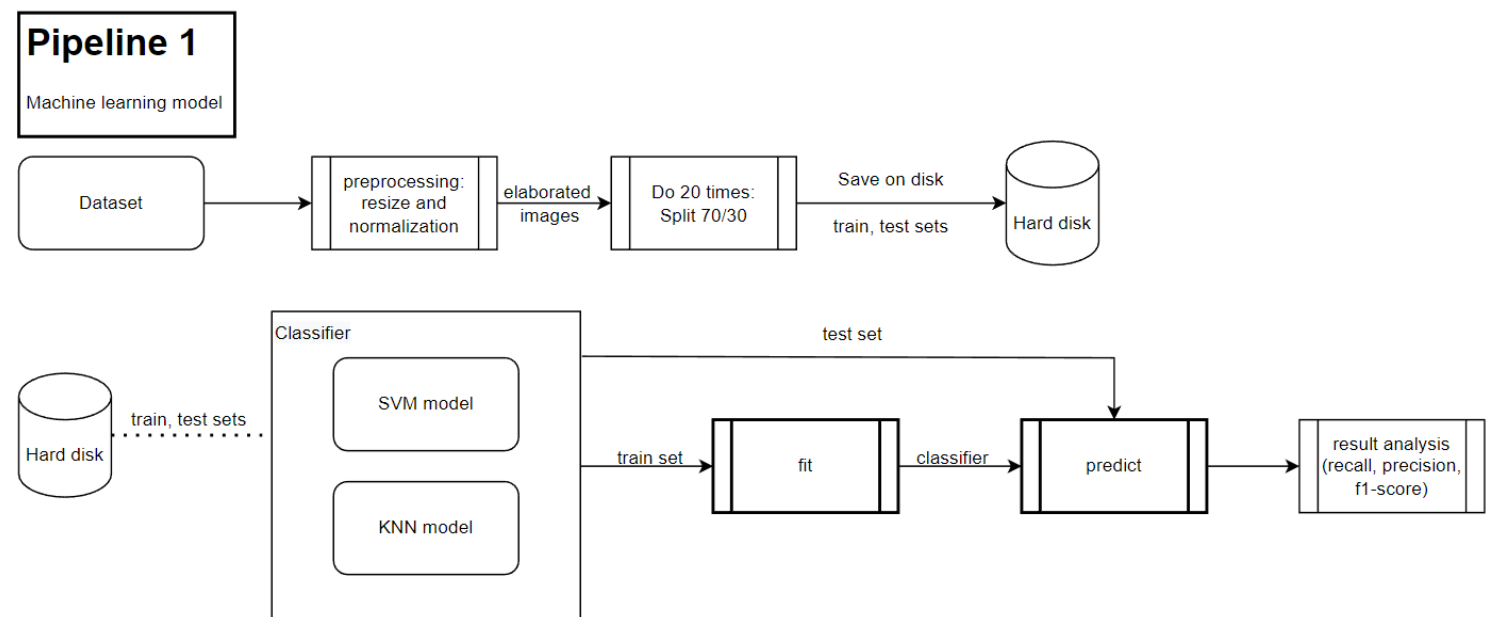 Pipeline 1
Machine learning model
Dataset
preprocessing:
resize and
normalization
elaborated
images
Do 20 times:
Split 70/30
Save on disk
train, test sets
Hard disk
Classifier
test set
SVM model
train, test sets
Hard disk
train set
fit
classifier
predict
result analysis
(recall, precision,
f1-score)
KNN model